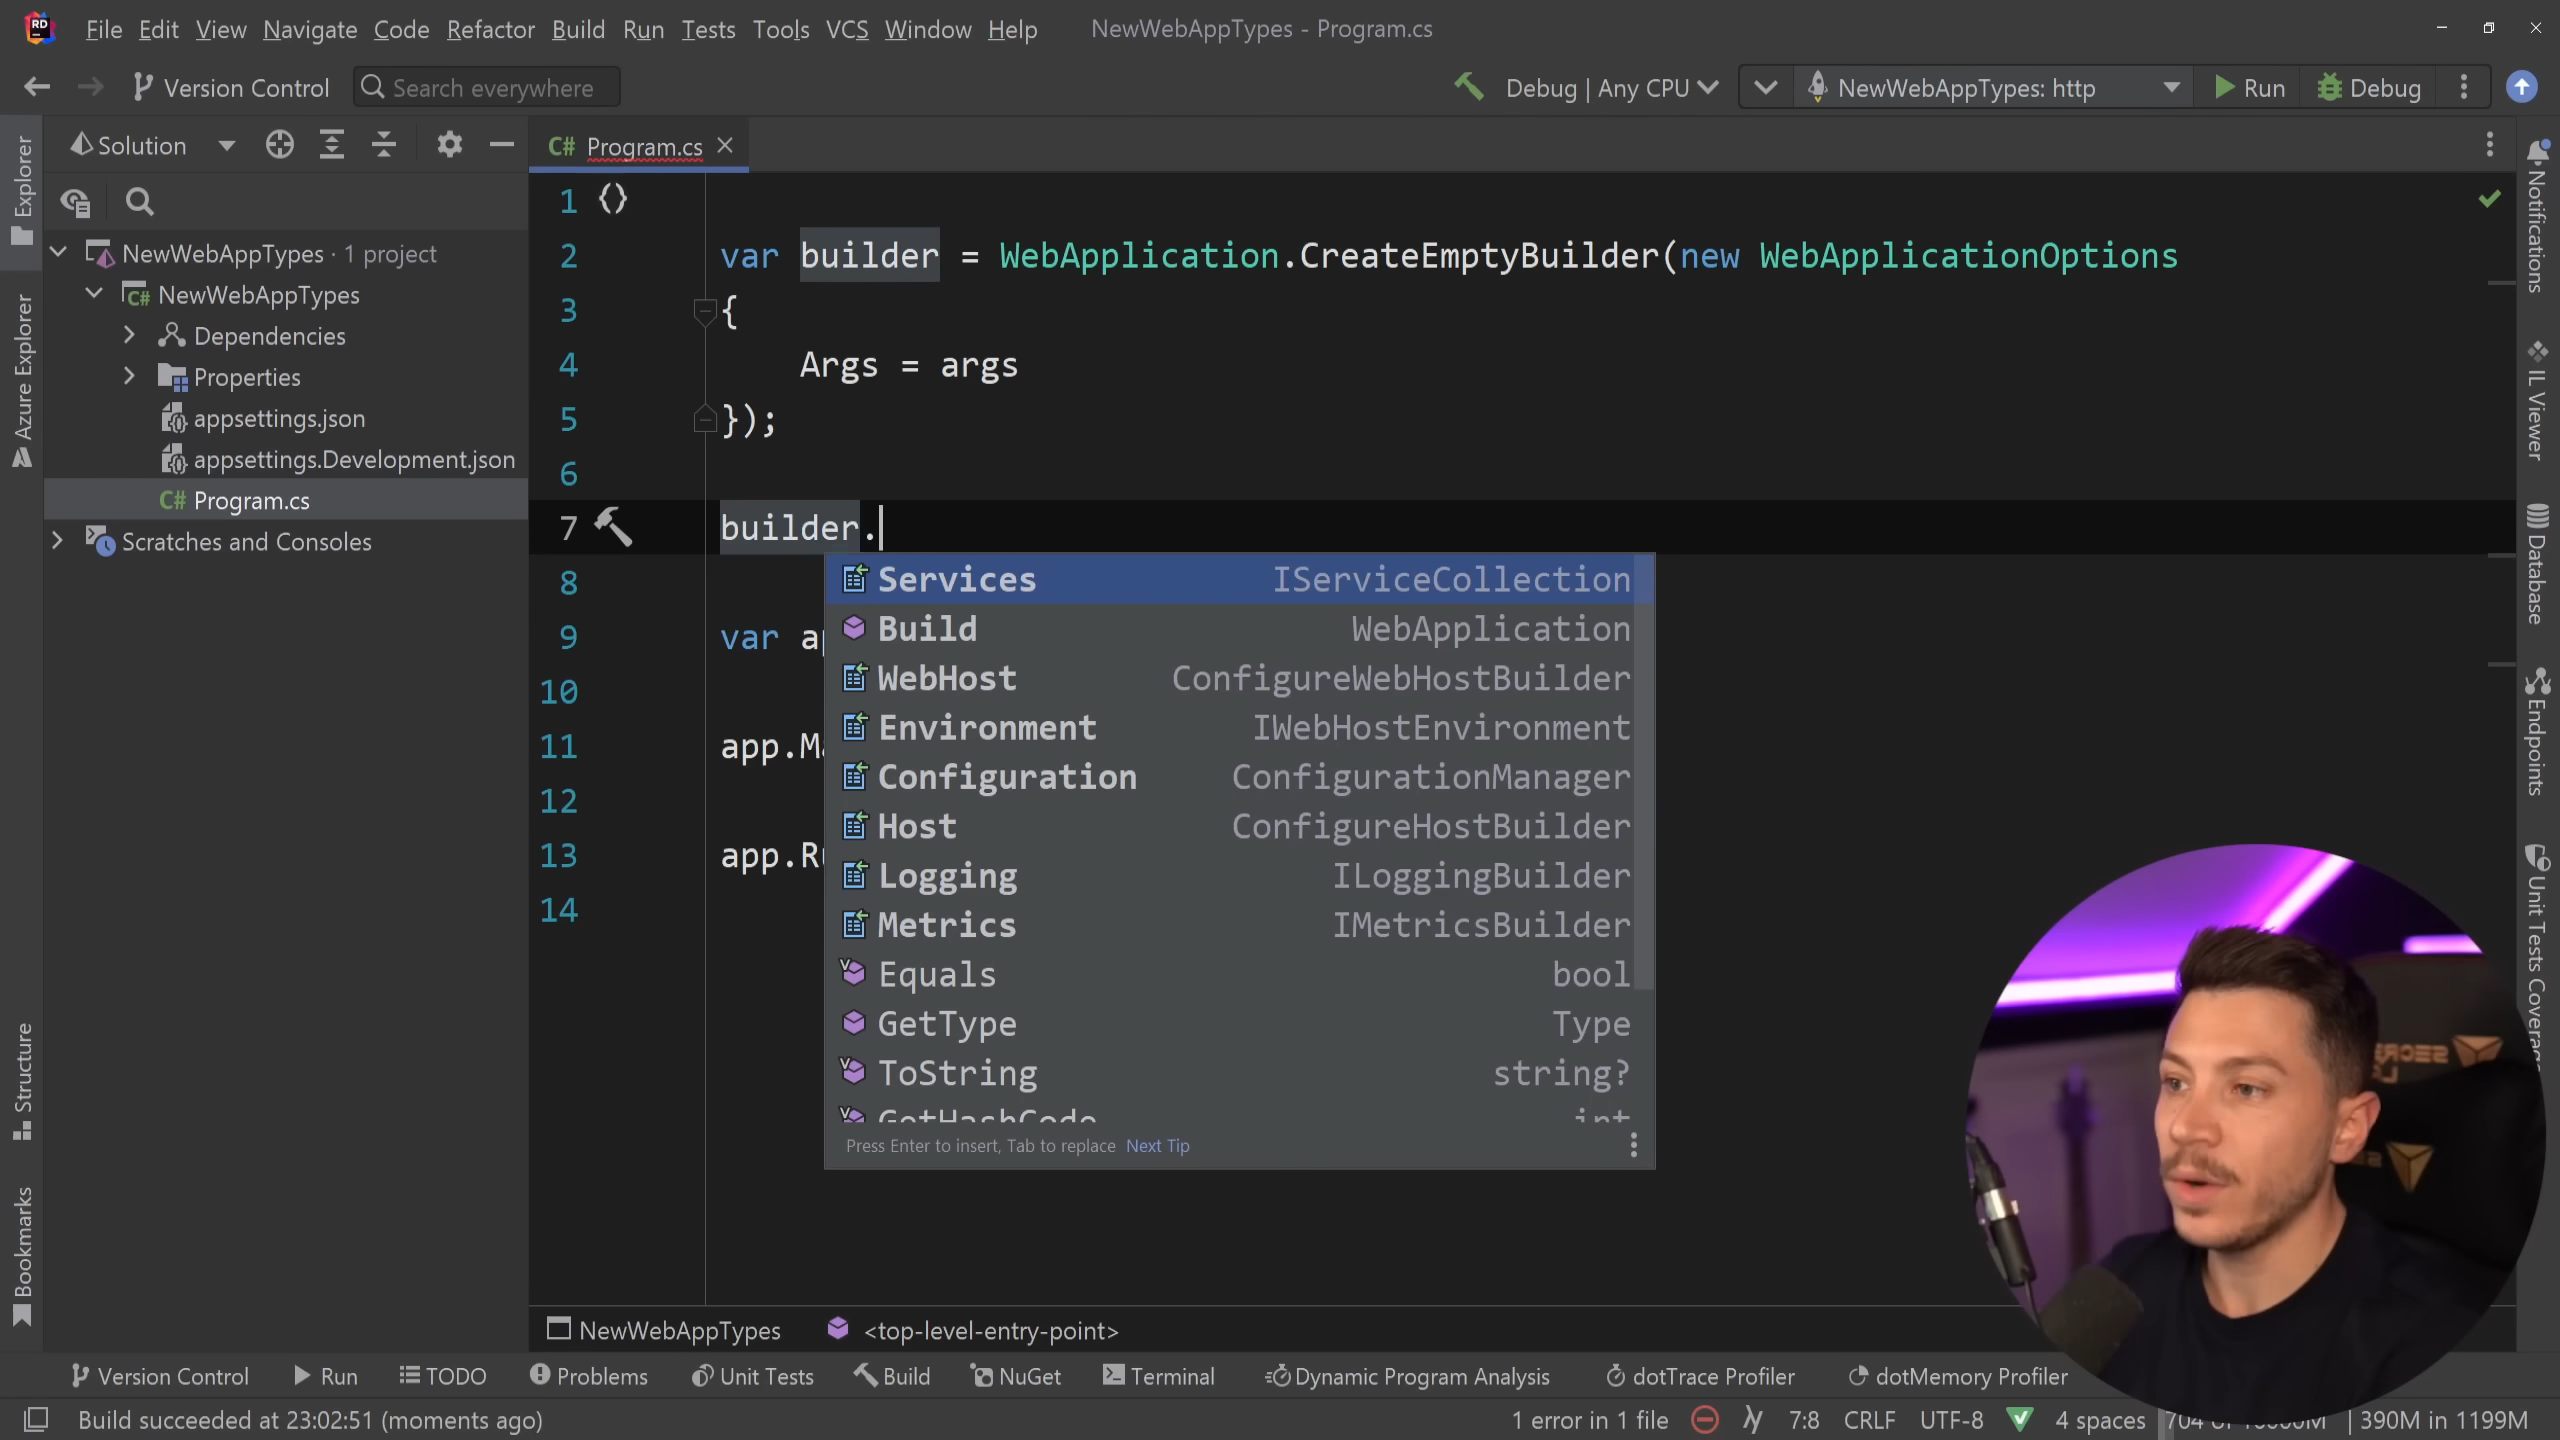 RD File Edit View Navigate Code Refactor Build Run Tests Tools VCS Window Help NewWebAppTypes - Program.cs
Version Control Search everywhere Debug | Any CPU NewWebAppTypes: http Run Debug
Explorer
Azure Explorer
Structure
Bookmarks
Solution
NewWebAppTypes · 1 project
C# NewWebAppTypes
Dependencies
Properties
appsettings.json
appsettings.Development.json
C# Program.cs
Scratches and Consoles
C# Program.cs
1 {}
2 var builder = WebApplication.CreateEmptyBuilder(new WebApplicationOptions
3 {
4 Args = args
5 });
6
7 builder.
8
9 var ap
10
11 app.Ma
12
13 app.Ru
14
Services IServiceCollection
Build WebApplication
WebHost ConfigureWebHostBuilder
Environment IWebHostEnvironment
Configuration ConfigurationManager
Host ConfigureHostBuilder
Logging ILoggingBuilder
Metrics IMetricsBuilder
Equals bool
GetType Type
ToString string?
GetHashCode int
Press Enter to insert, Tab to replace Next Tip
Notifications
IL Viewer
Database
Endpoints
Unit Tests Coverage
NewWebAppTypes <top-level-entry-point>
Version Control Run TODO Problems Unit Tests Build NuGet Terminal Dynamic Program Analysis dotTrace Profiler dotMemory Profiler
Build succeeded at 23:02:51 (moments ago) 1 error in 1 file 7:8 CRLF UTF-8 4 spaces 390M in 1199M